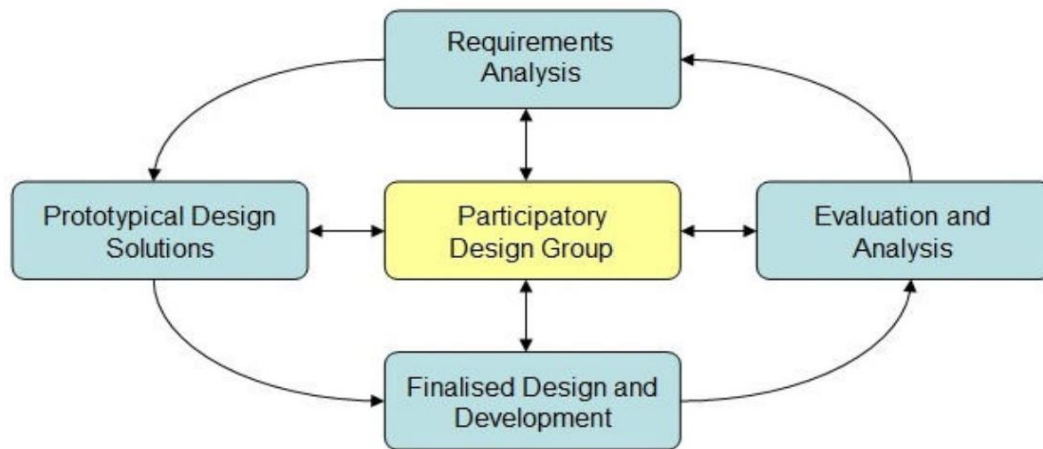 Requirements
Analysis
Prototypical Design
Solutions
Participatory
Design Group
Evaluation and
Analysis
Finalised Design and
Development